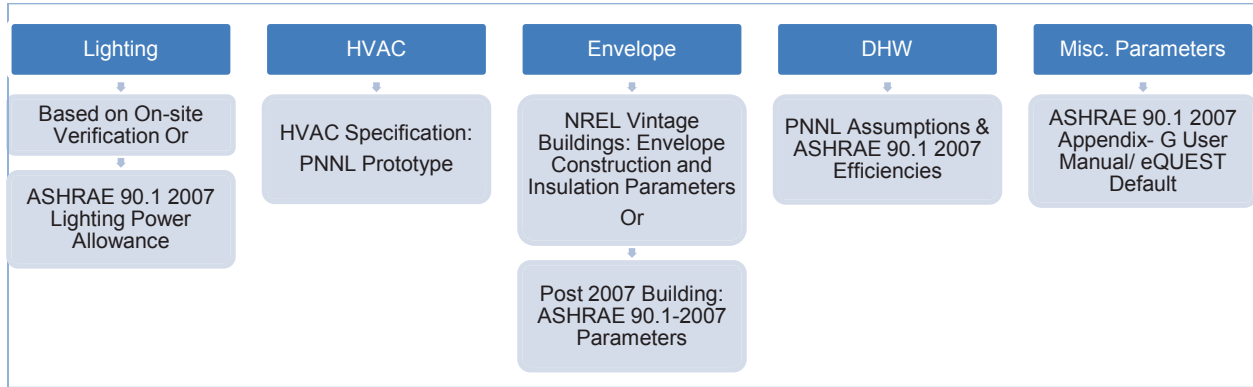 Lighting
Based on On-site
Verification Or
ASHRAE 90.1 2007
Lighting Power
Allowance
HVAC
HVAC Specification:
PNNL Prototype
Envelope
NREL Vintage
Buildings: Envelope
Construction and
Insulation Parameters
Or
Post 2007 Building:
ASHRAE 90.1-2007
Parameters
DHW
PNNL Assumptions &
ASHRAE 90.1 2007
Efficiencies
Misc. Parameters
ASHRAE 90.1 2007
Appendix- G User
Manual/ eQUEST
Default